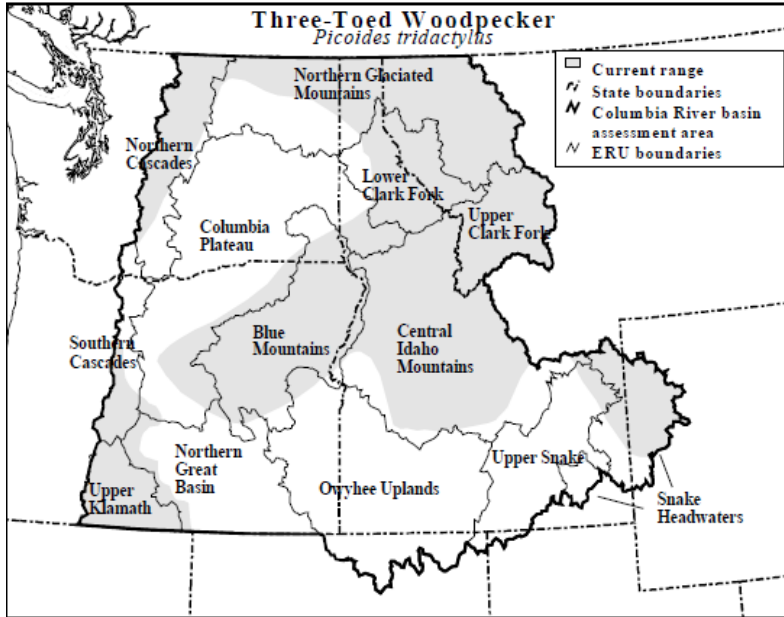 Three-Toed Woodpecker
Picoides tridactylus
Current range
State boundaries
Columbia River basin
assessment area
ERU boundaries
Northern Glaciated
Mountains
Northern
Cascades
Lower
Clark Fork
Upper
Clark Fork
Columbia
Plateau
Blue
Mountains
Central
Idaho
Mountains
Southern
Cascades
Northern
Great
Basin
Upper Snake
Owyhee Uplands
Upper
Klamath
Snake
Headwaters